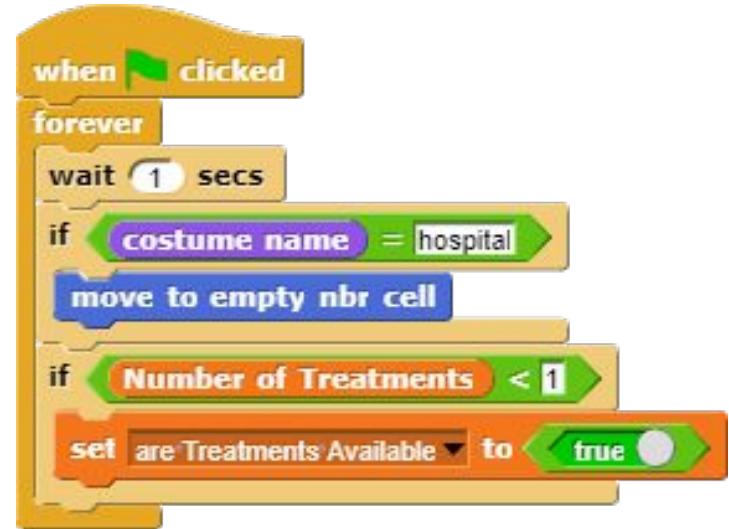 when clicked
forever
wait 1 secs
if costume name = hospital
move to empty nbr cell
if Number of Treatments < 1
set are Treatments Available to true